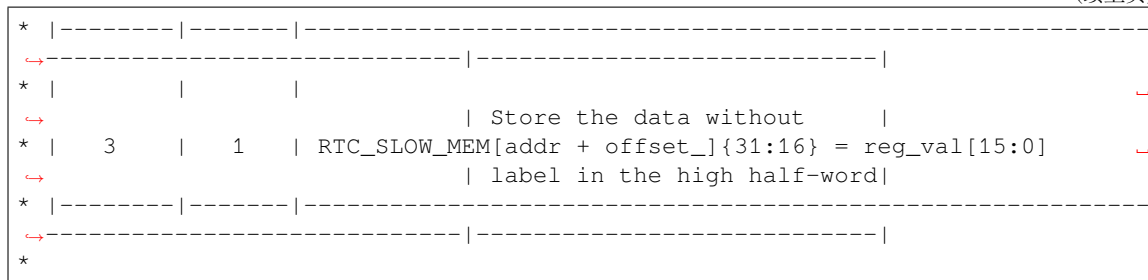 * |--------|-------|-----------------------------------------------------------
↪-----------------------------|----------------------------|
* |        |       |                                                          ␣
↪                             | Store the data without     |
* |   3    |   1   | RTC_SLOW_MEM[addr + offset_]{31:16} = reg_val[15:0]      ␣
↪                             | label in the high half-word|
* |--------|-------|-----------------------------------------------------------
↪-----------------------------|----------------------------|
*